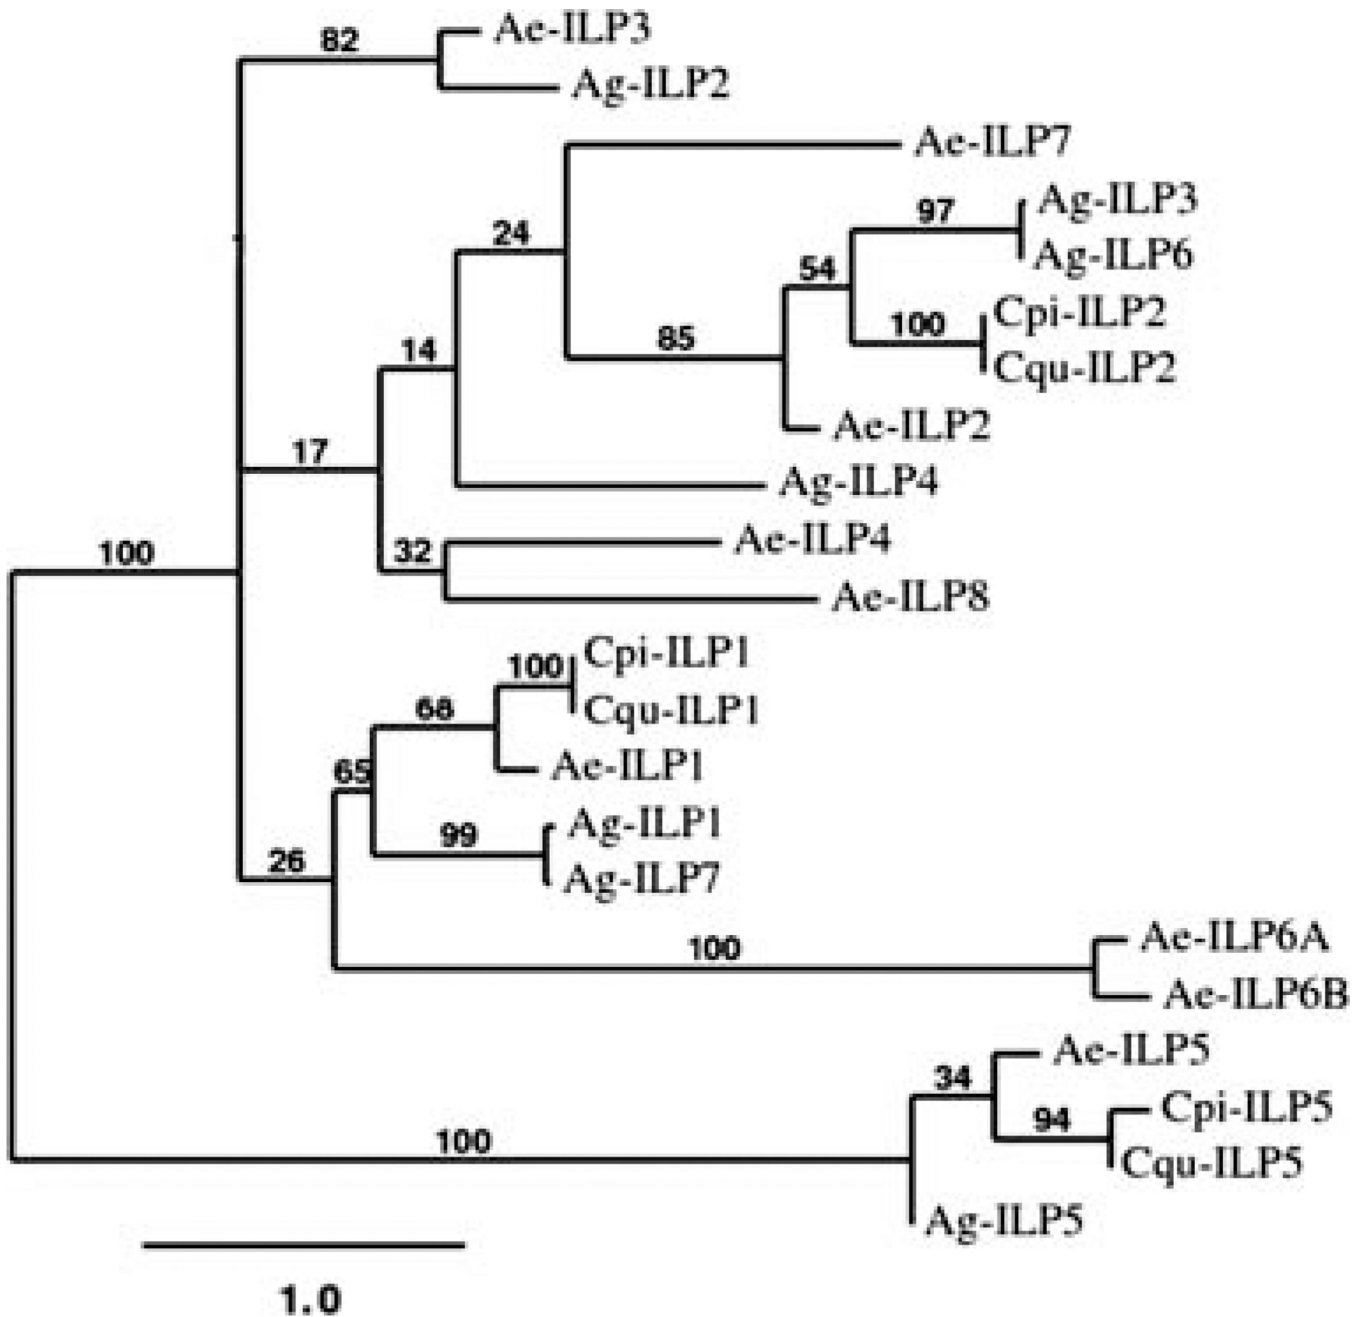 82
Ae-ILP3
Ag-ILP2
Ae-ILP7
97
Ag-ILP3
24
Ag-ILP6
54
Cpi-ILP2
100
85
14
Cqu-ILP2
Ae-ILP2
17
Ag-ILP4
100
32
Ae-ILP4
Ae-ILP8
100
Cpi-ILP1
68
Cqu-ILP1
65
Ae-ILP1
99
Ag-ILP1
26
Ag-ILP7
100
Ae-ILP6A
Ae-ILP6B
34
Ae-ILP5
94
Cpi-ILP5
100
Cqu-ILP5
Ag-ILP5
1.0